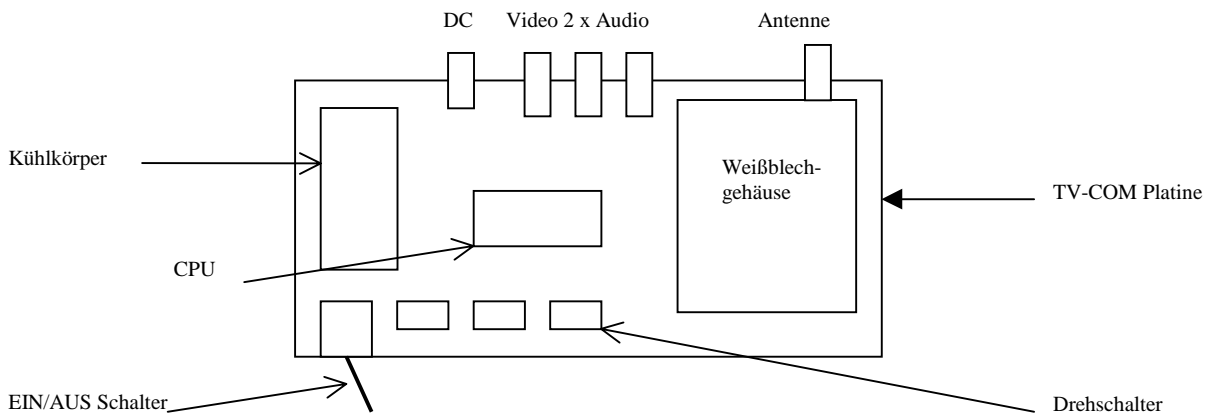 DC Video 2 x Audio Antenne
Kühlkörper
Weißblech-
gehäuse
TV-COM Platine
CPU
EIN/AUS Schalter
Drehschalter